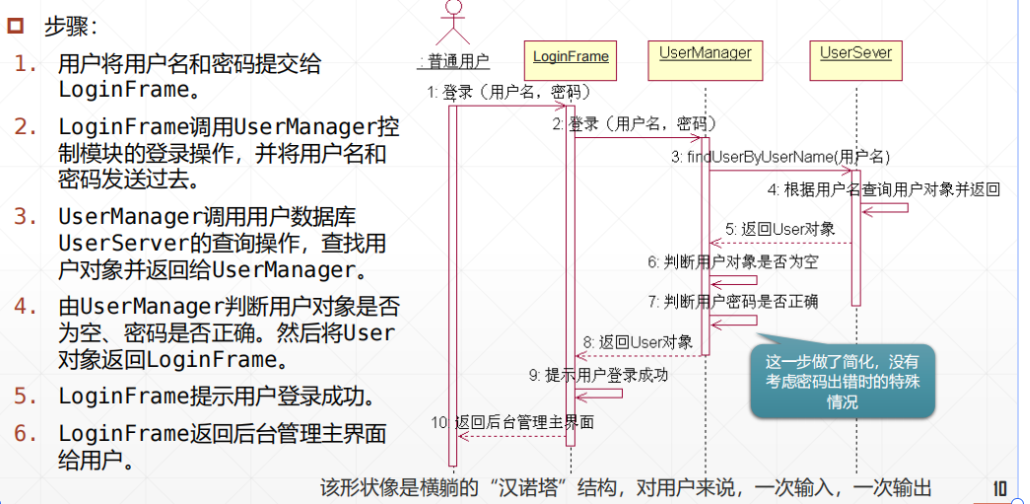 步骤：
1. 用户将用户名和密码提交给
LoginFrame。
2. LoginFrame调用UserManager控
制模块的登录操作，并将用户名和
密码发送过去。
3. UserManager调用用户数据库
UserServer的查询操作，查找用
户对象并返回给UserManager。
4. 由UserManager判断用户对象是否
为空、密码是否正确。然后将User
对象返回LoginFrame。
5. LoginFrame提示用户登录成功。
6. LoginFrame返回后台管理主界面
给用户。
: 普通用户
LoginFrame
UserManager
UserSever
1: 登录（用户名，密码）
2: 登录（用户名，密码）
3: findUserByUserName(用户名)
4: 根据用户名查询用户对象并返回
5: 返回User对象
6: 判断用户对象是否为空
7: 判断用户密码是否正确
8: 返回User对象
9: 提示用户登录成功
10: 返回后台管理主界面
这一步做了简化，没有
考虑密码出错时的特殊
情况
该形状像是横躺的“汉诺塔”结构，对用户来说，一次输入，一次输出
10